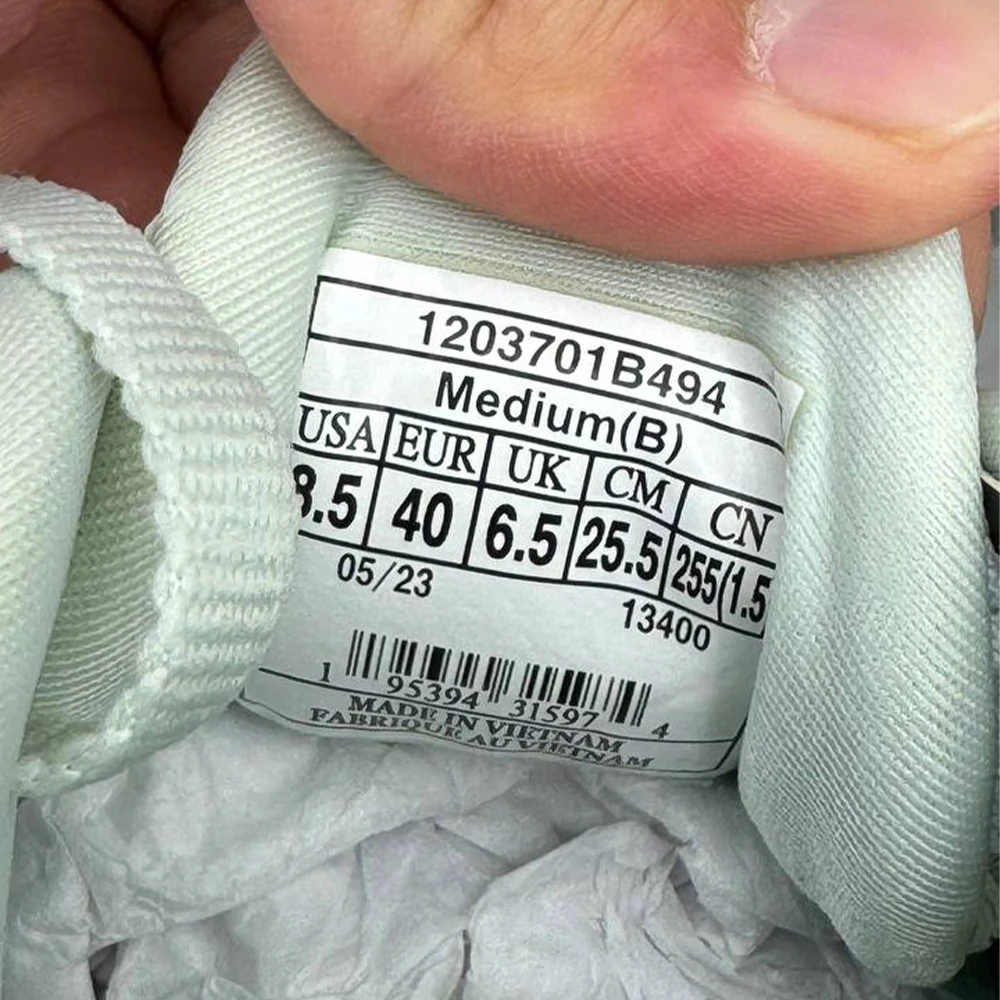 1203701B494
Medium(B)
USA EUR UK CM CN
8.5 40 6.5 25.5 255(1.5
05/23
13400
1 95394 31597 4
MADE IN VIETNAM
FABRIQUE AU VIETNAM